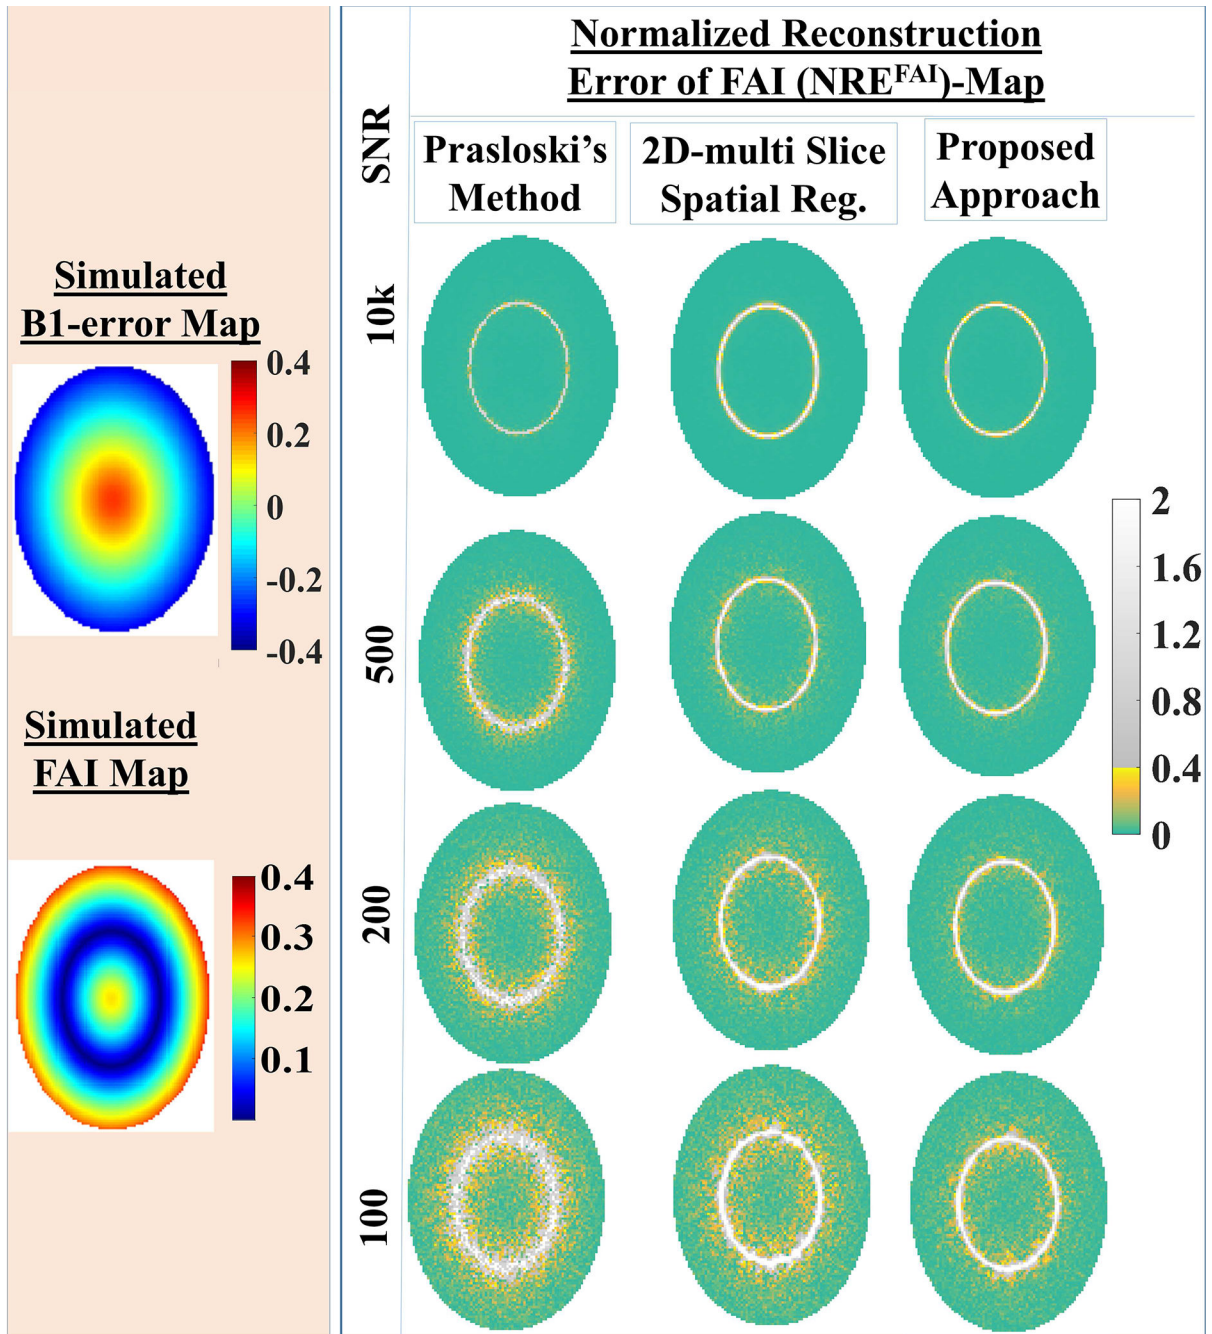 Simulated
B1-error Map
0.4
0.2
0
-0.2
-0.4
Simulated
FAI Map
0.4
0.3
0.2
0.1
Normalized Reconstruction
Error of FAI (NRE^FAI)-Map
SNR
Prasloski's
Method
2D-multi Slice
Spatial Reg.
Proposed
Approach
10k
500
200
100
2
1.6
1.2
0.8
0.4
0